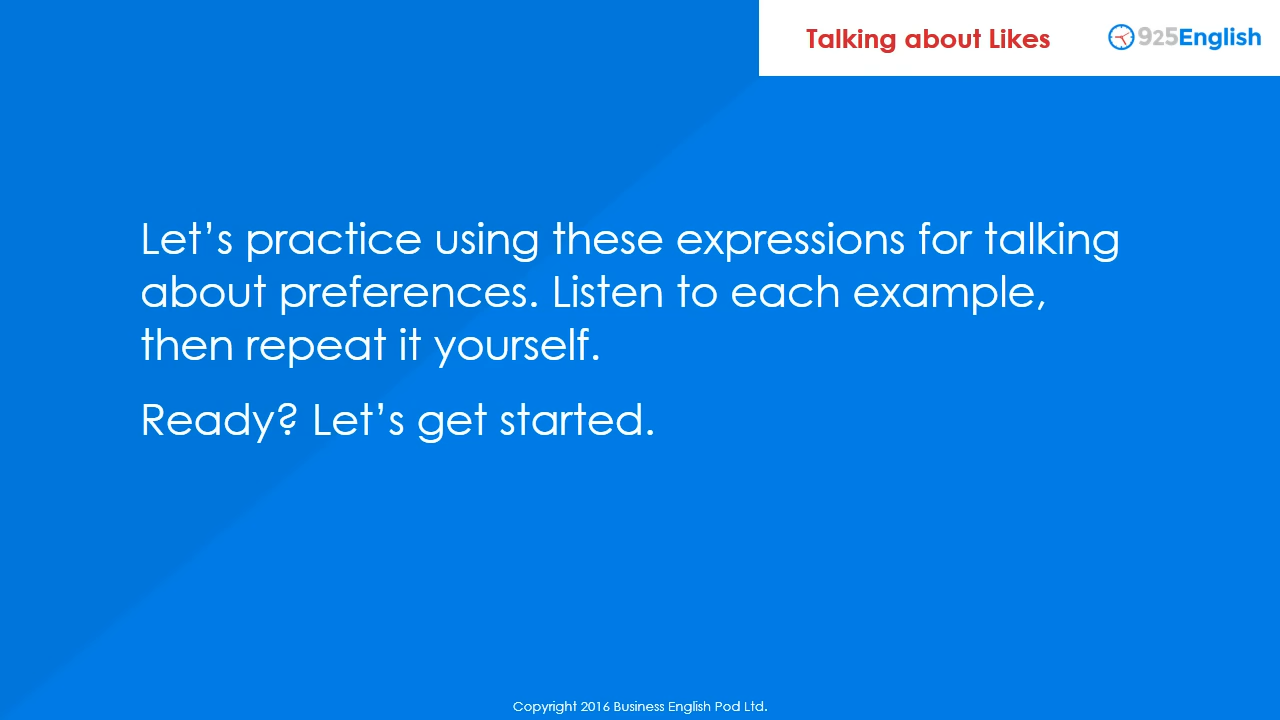 Talking about Likes
925English
Let’s practice using these expressions for talking
about preferences. Listen to each example,
then repeat it yourself.
Ready? Let’s get started.
Copyright 2016 Business English Pod Ltd.